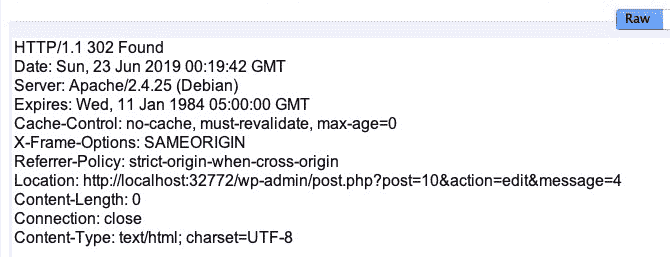 Raw
HTTP/1.1 302 Found
Date: Sun, 23 Jun 2019 00:19:42 GMT
Server: Apache/2.4.25 (Debian)
Expires: Wed, 11 Jan 1984 05:00:00 GMT
Cache-Control: no-cache, must-revalidate, max-age=0
X-Frame-Options: SAMEORIGIN
Referrer-Policy: strict-origin-when-cross-origin
Location: http://localhost:32772/wp-admin/post.php?post=10&action=edit&message=4
Content-Length: 0
Connection: close
Content-Type: text/html; charset=UTF-8